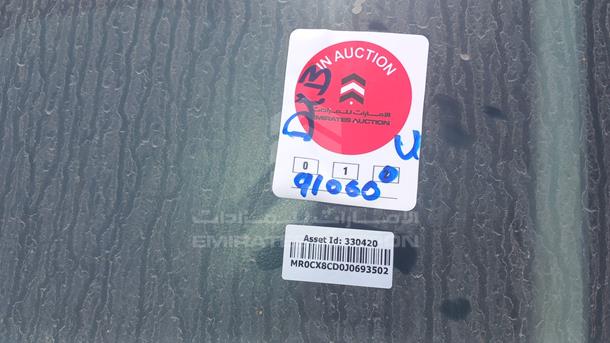 IN AUCTION
DXB
الإمارات للمزادات
EMIRATES AUCTION
U
0 1 0
91060
الإمارات للمزادات
EMIRATES AUCTION
Asset Id: 330420
MR0CX8CD0J0693502